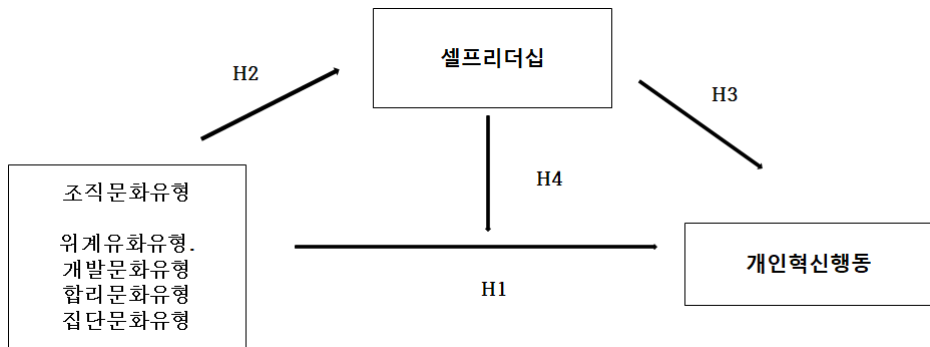 셀프리더십
H2
H3
H4
조직문화유형
위계유화유형.
개발문화유형
합리문화유형
집단문화유형
개인혁신행동
H1